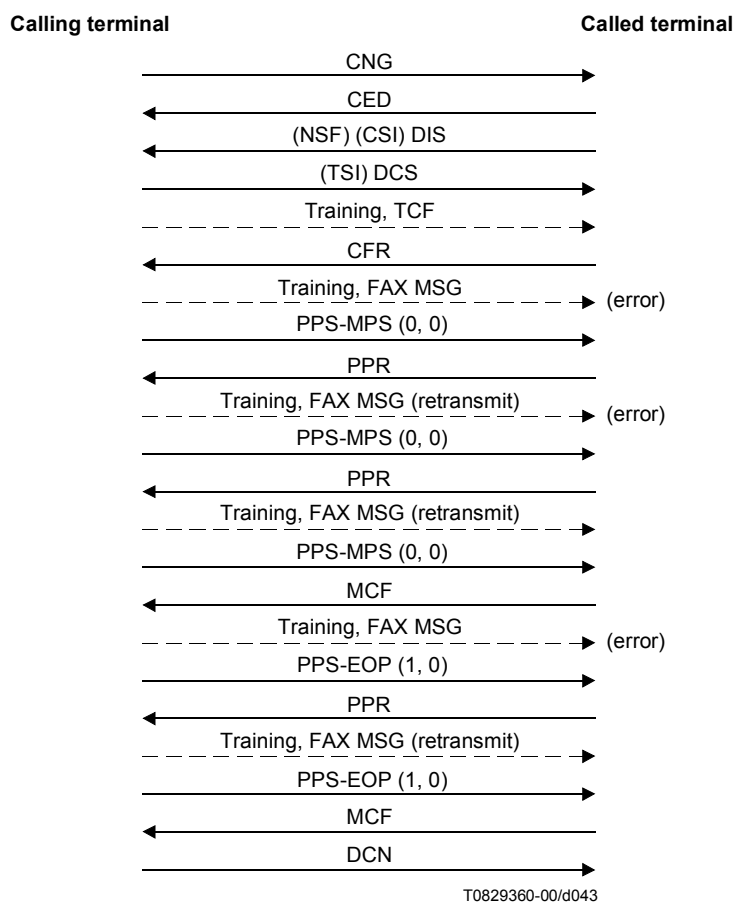 Calling terminal Called terminal
CNG
CED
(NSF) (CSI) DIS
(TSI) DCS
Training, TCF
CFR
Training, FAX MSG (error)
PPS-MPS (0, 0)
PPR
Training, FAX MSG (retransmit) (error)
PPS-MPS (0, 0)
PPR
Training, FAX MSG (retransmit)
PPS-MPS (0, 0)
MCF
Training, FAX MSG (error)
PPS-EOP (1, 0)
PPR
Training, FAX MSG (retransmit)
PPS-EOP (1, 0)
MCF
DCN
T0829360-00/d043